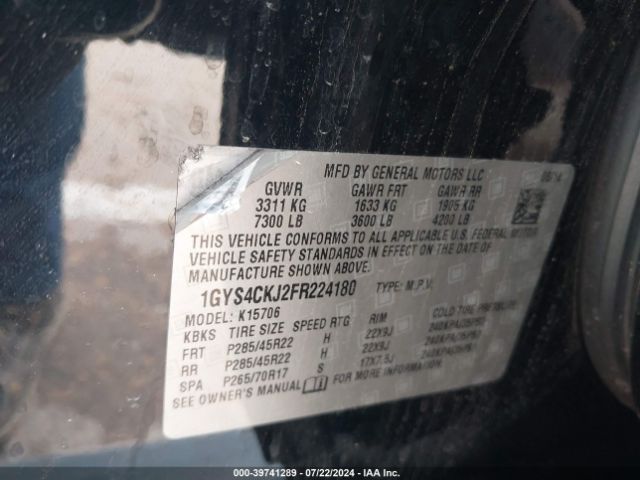 MFD BY GENERAL MOTORS LLC 08/14
GVWR GAWR FRT GAWR RR
3311 KG 1633 KG 1905 KG
7300 LB 3600 LB 4200 LB
THIS VEHICLE CONFORMS TO ALL APPLICABLE U.S. FEDERAL MOTOR
VEHICLE SAFETY STANDARDS IN EFFECT ON THE DATE OF
MANUFACTURE SHOWN ABOVE.
1GYS4CKJ2FR224180 TYPE: M.P.V.
MODEL: K15706
KBKS TIRE SIZE SPEED RTG RIM
FRT P285/45R22 H 22X9J 240KPA/35PSI
RR P285/45R22 H 22X9J 240KPA/35PSI
SPA P265/70R17 S 17X7.5J
SEE OWNER'S MANUAL FOR MORE INFORMATION
000-39741289 - 07/22/2024 - IAA Inc.